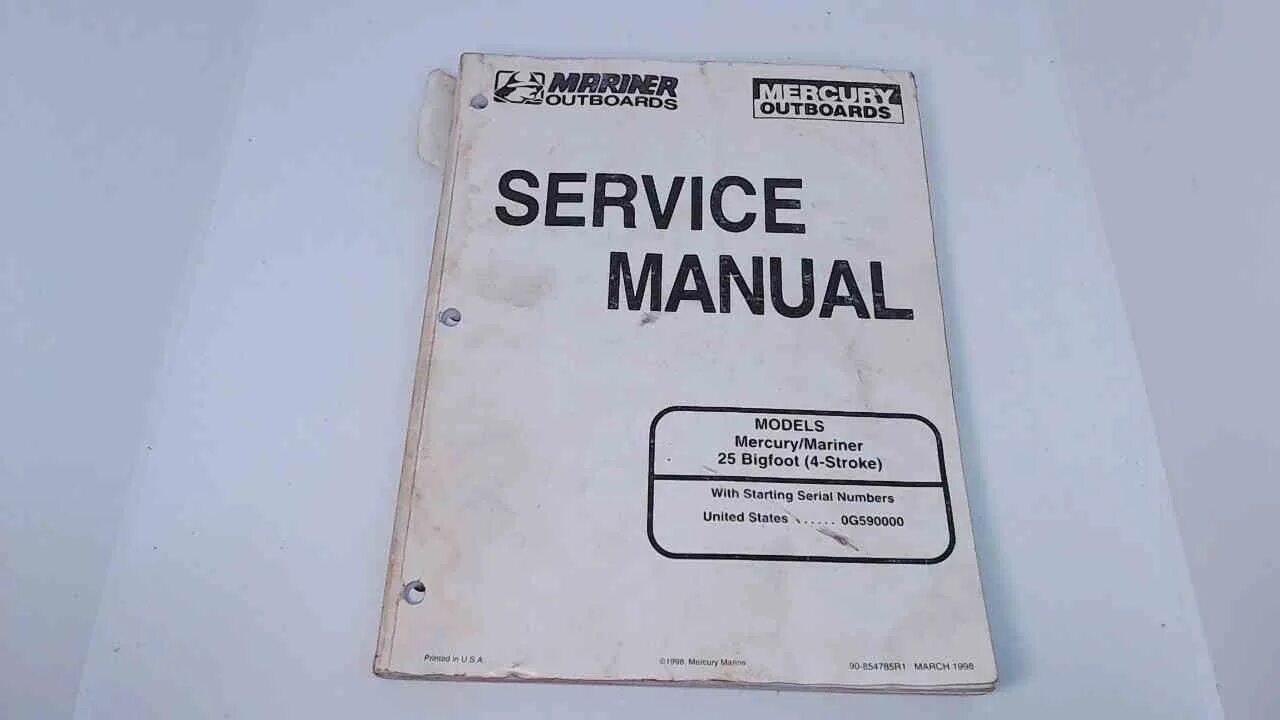 MARINER
OUTBOARDS
MERCURY
OUTBOARDS
SERVICE
MANUAL
MODELS
Mercury/Mariner
25 Bigfoot (4-Stroke)
With Starting Serial Numbers
United States ...... 0G590000
Printed in U.S.A.
©1998, Mercury Marine
90-854785R1 MARCH 1998